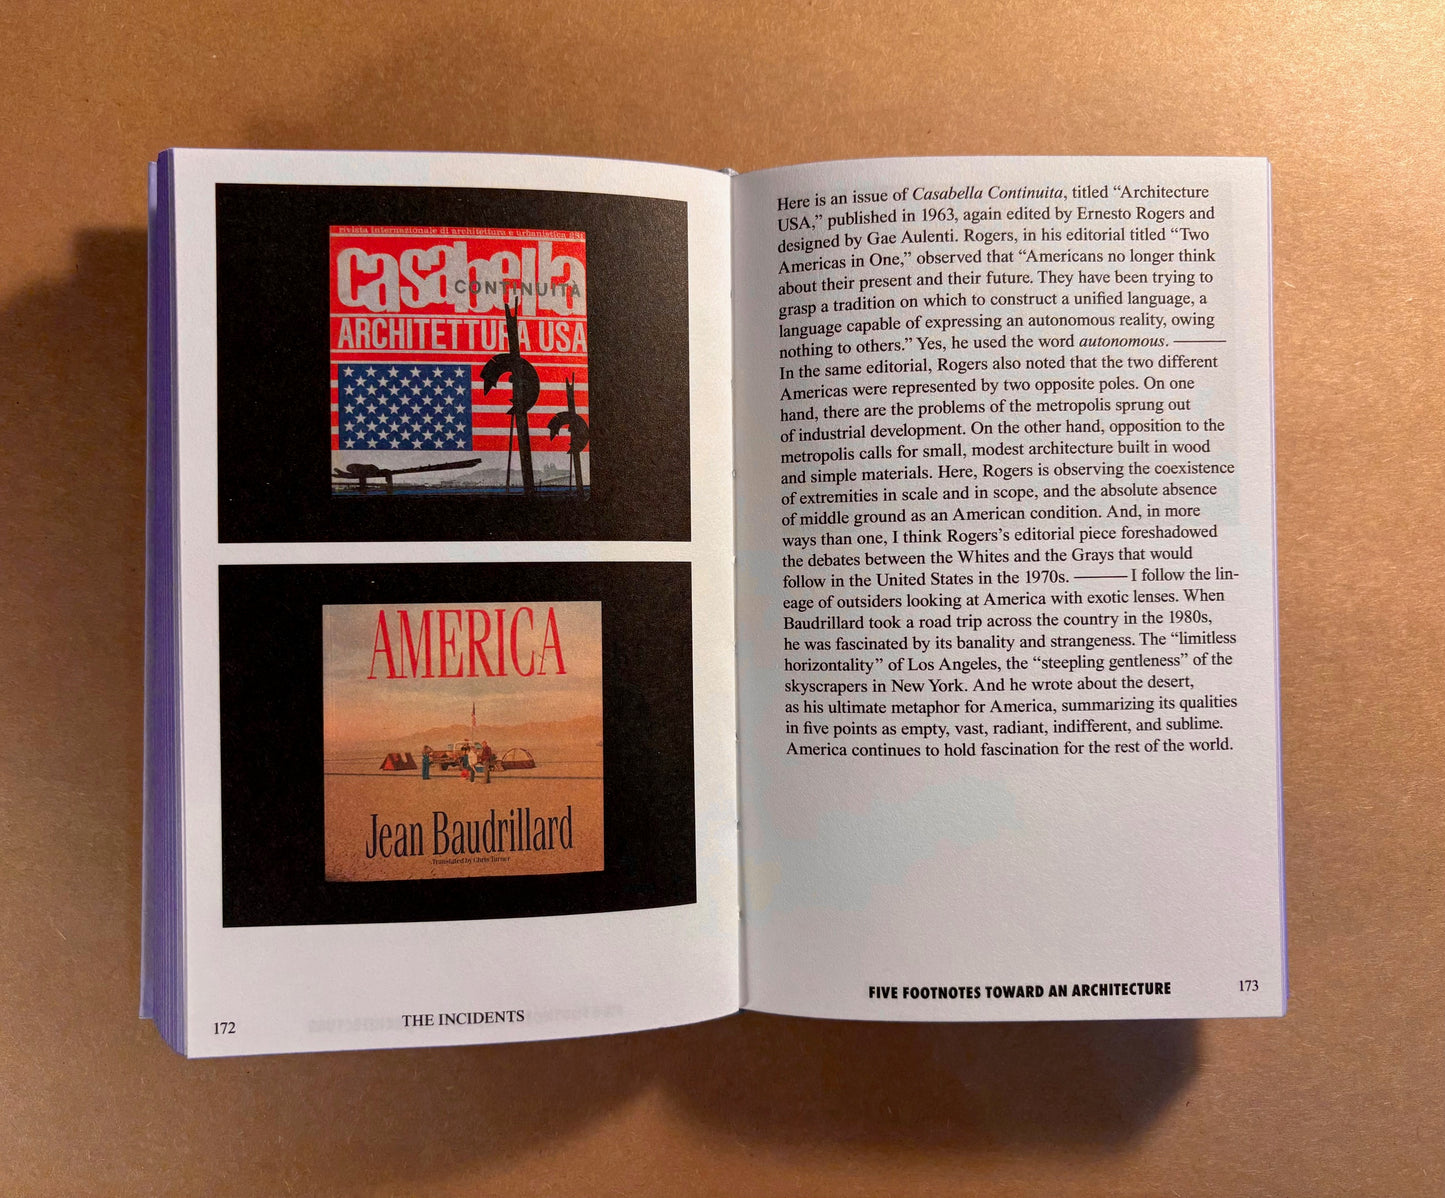 rivista internazionale di architettura e urbanistica 281
casabella
CONTINUITÀ
ARCHITETTURA USA
AMERICA
Jean Baudrillard
Translated by Chris Turner
172
THE INCIDENTS
Here is an issue of Casabella Continuita, titled “Architecture
USA,” published in 1963, again edited by Ernesto Rogers and
designed by Gae Aulenti. Rogers, in his editorial titled “Two
Americas in One,” observed that “Americans no longer think
about their present and their future. They have been trying to
grasp a tradition on which to construct a unified language, a
language capable of expressing an autonomous reality, owing
nothing to others.” Yes, he used the word autonomous. ———
In the same editorial, Rogers also noted that the two different
Americas were represented by two opposite poles. On one
hand, there are the problems of the metropolis sprung out
of industrial development. On the other hand, opposition to the
metropolis calls for small, modest architecture built in wood
and simple materials. Here, Rogers is observing the coexistence
of extremities in scale and in scope, and the absolute absence
of middle ground as an American condition. And, in more
ways than one, I think Rogers’s editorial piece foreshadowed
the debates between the Whites and the Grays that would
follow in the United States in the 1970s. ——— I follow the lin-
eage of outsiders looking at America with exotic lenses. When
Baudrillard took a road trip across the country in the 1980s,
he was fascinated by its banality and strangeness. The “limitless
horizontality” of Los Angeles, the “steepling gentleness” of the
skyscrapers in New York. And he wrote about the desert,
as his ultimate metaphor for America, summarizing its qualities
in five points as empty, vast, radiant, indifferent, and sublime.
America continues to hold fascination for the rest of the world.
FIVE FOOTNOTES TOWARD AN ARCHITECTURE
173